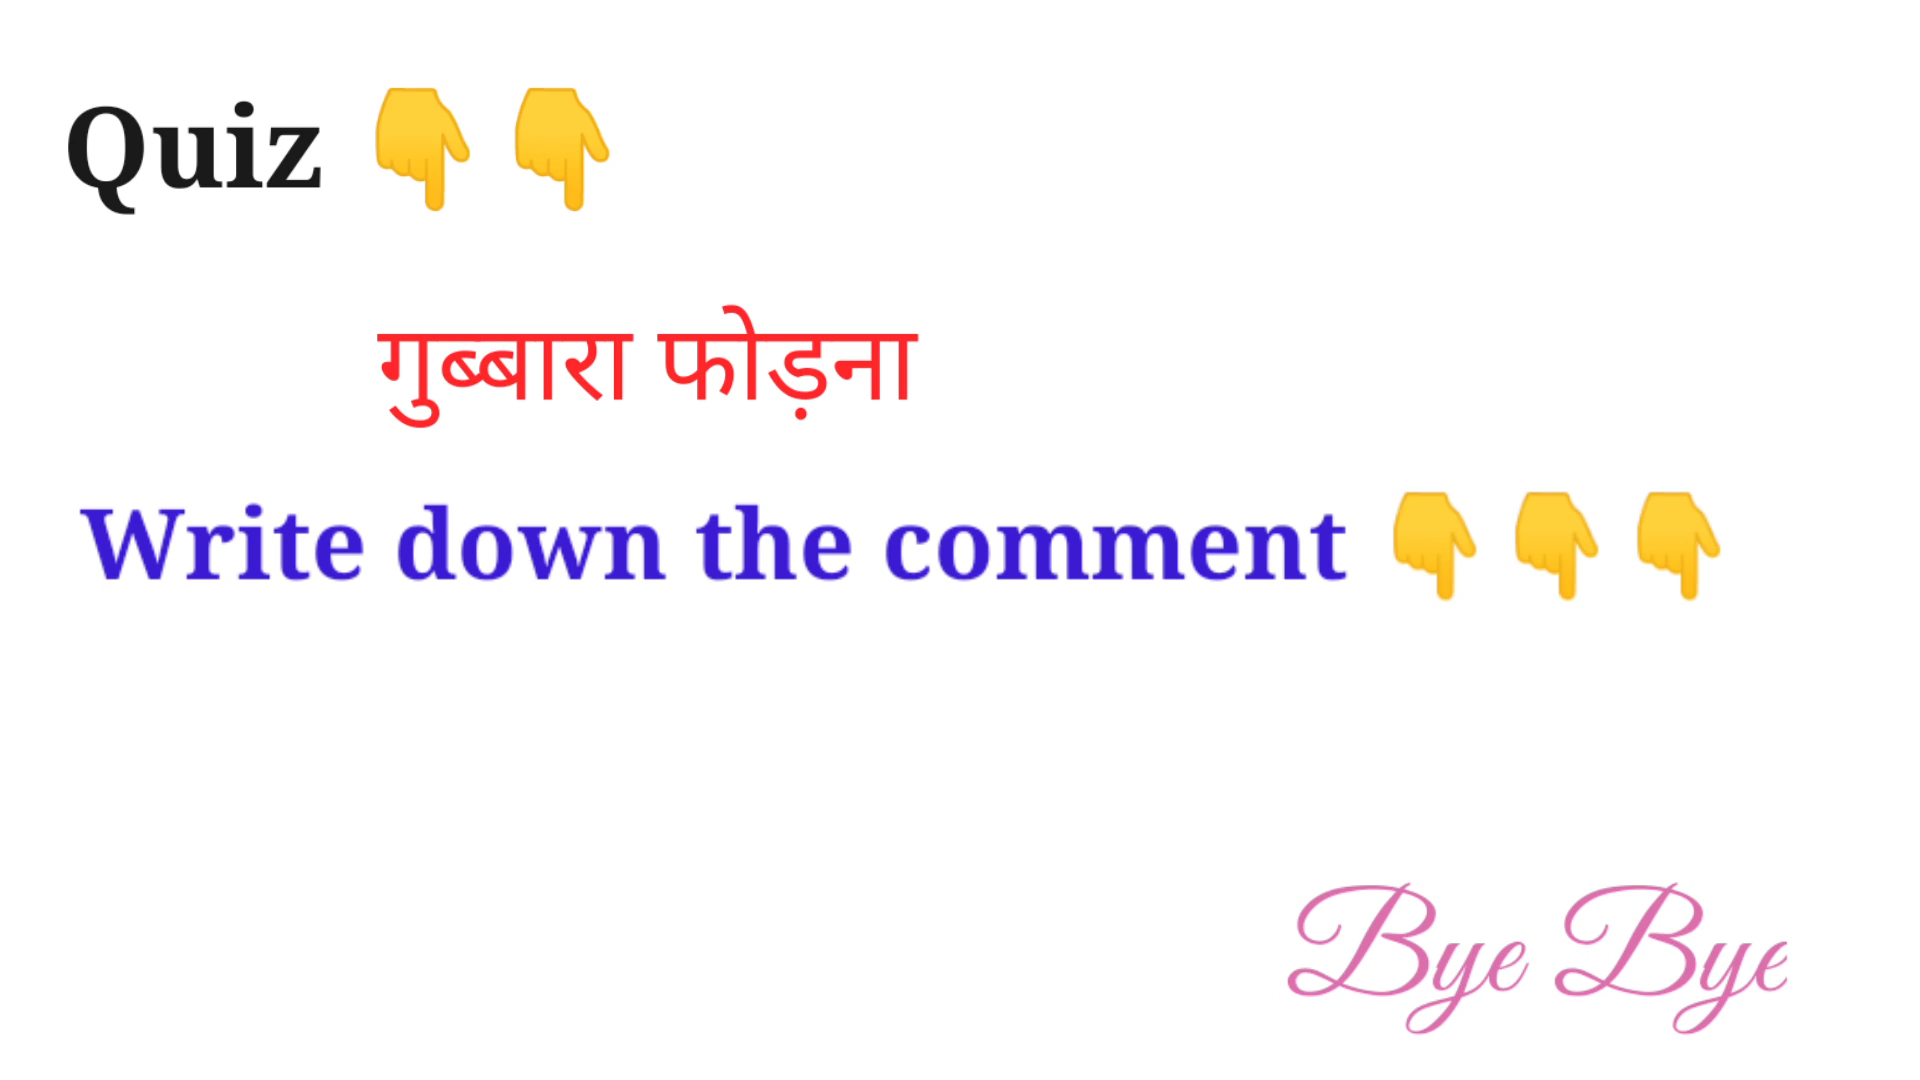 Quiz 👇👇
गुब्बारा फोड़ना
Write down the comment 👇👇👇
Bye Bye